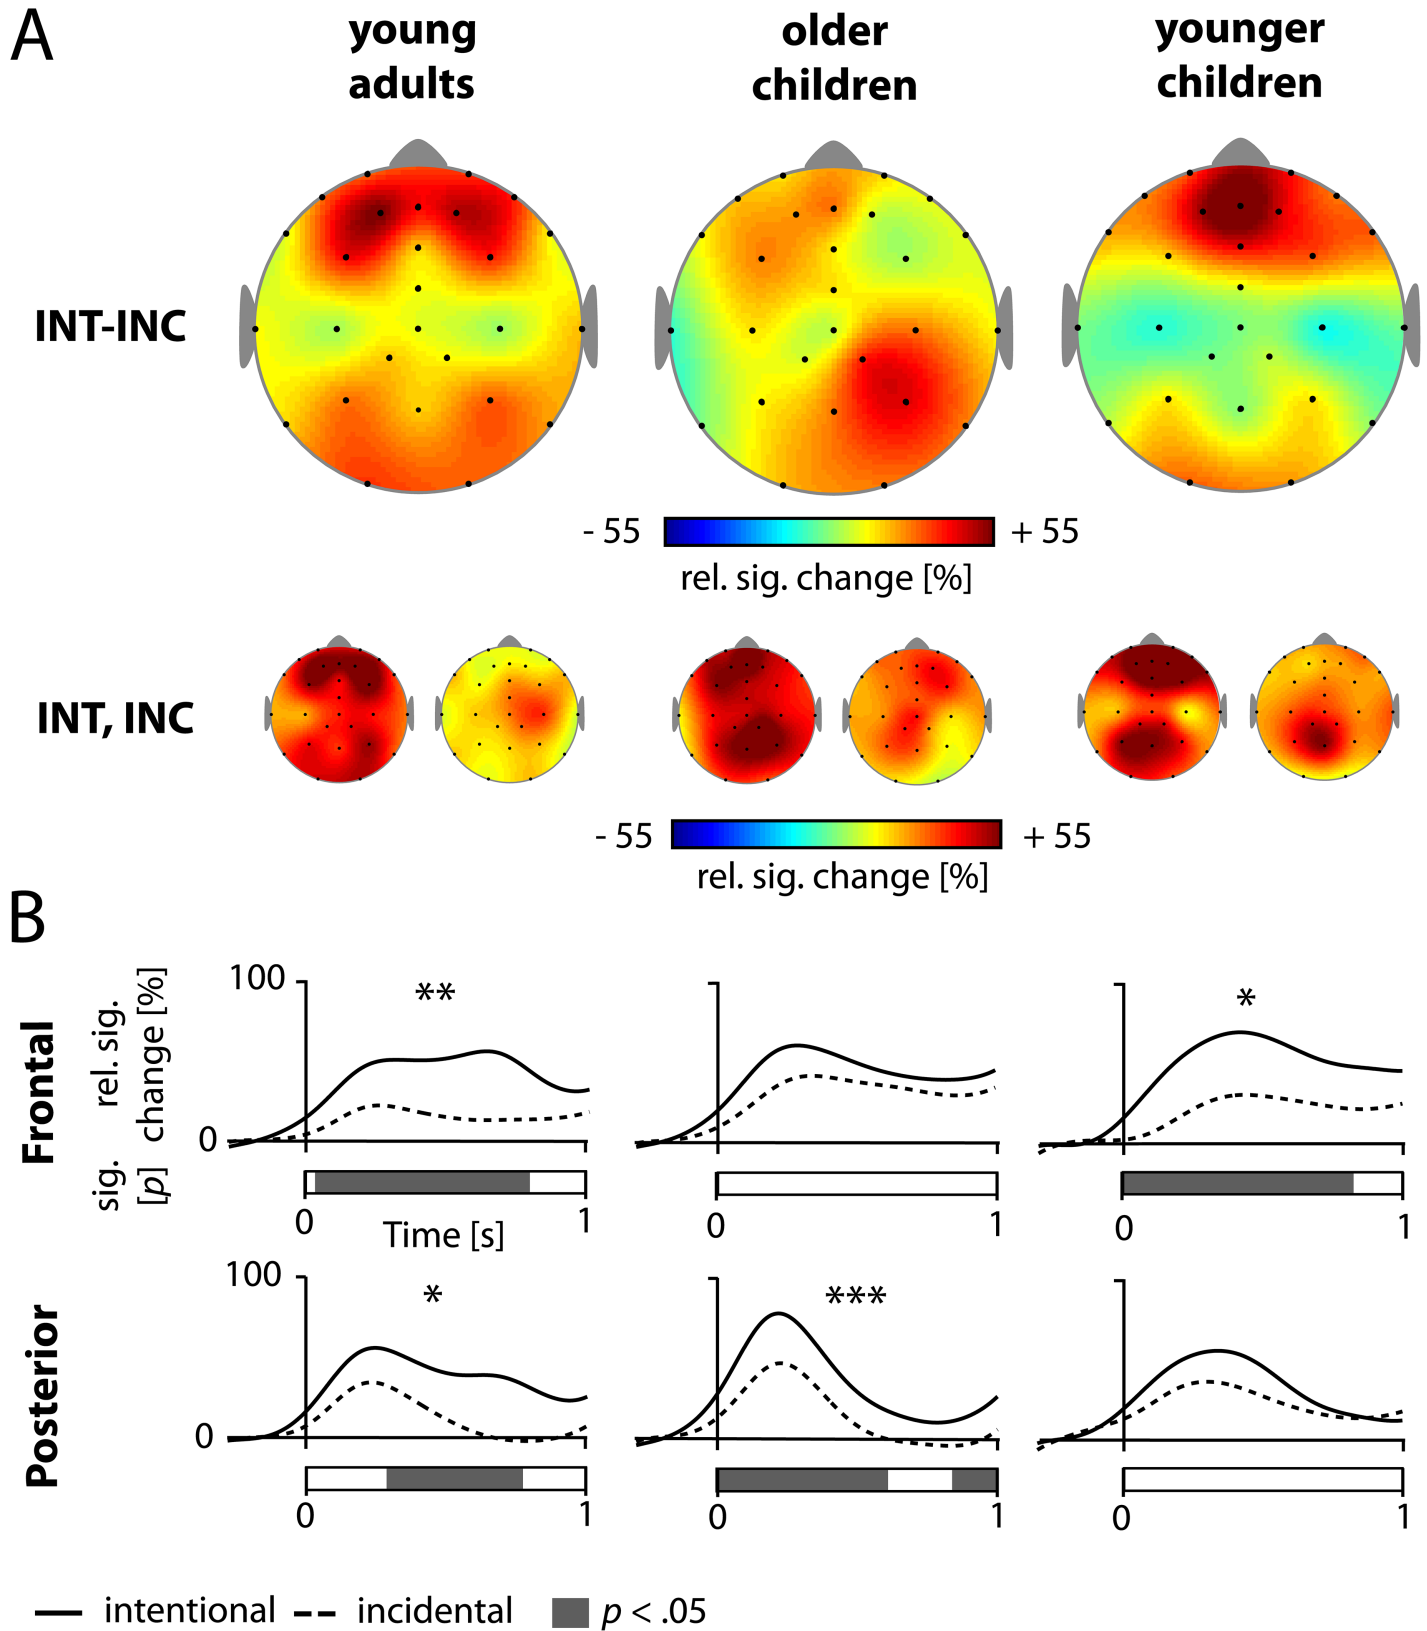 A
young
adults
older
children
younger
children
INT-INC
- 55
+ 55
rel. sig. change [%]
INT, INC
- 55
+ 55
rel. sig. change [%]
B
Frontal
rel. sig.
change [%]
100
0
**
*
sig.
[p]
0
Time [s]
1
0
1
0
1
Posterior
100
0
*
***
0
1
0
1
0
1
intentional
incidental
p < .05